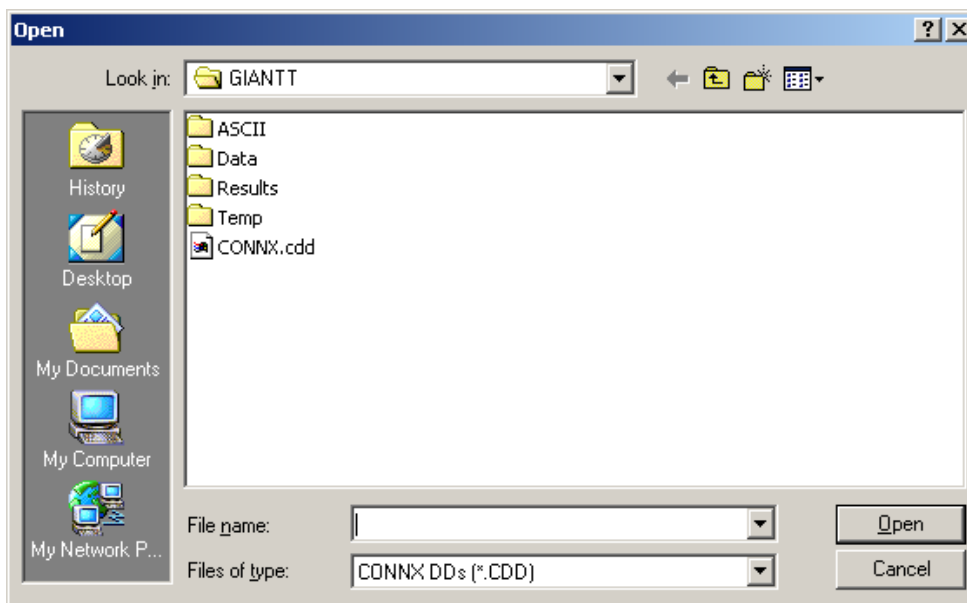 Open
Look in: GIANTT
History
Desktop
My Documents
My Computer
My Network P...
ASCII
Data
Results
Temp
CONNX.cdd
File name:
Open
Files of type: CONNX DDs (*.CDD)
Cancel